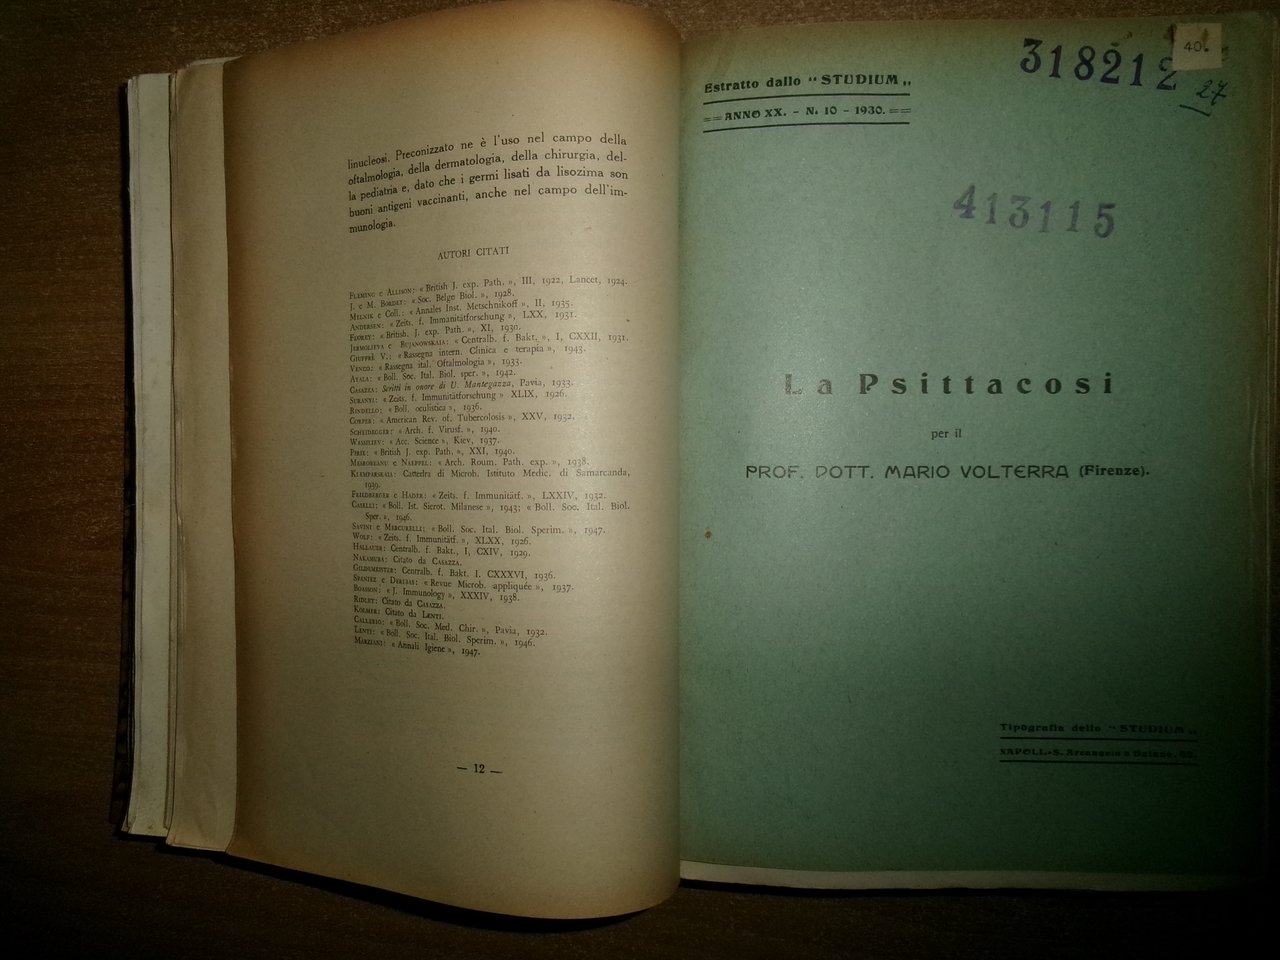 linucleosi. Preconizzato ne è l'uso nel campo della
oftalmologia, della dermatologia, della chirurgia, del-
la pediatria e, dato che i germi lisati da lisozima son
buoni antigeni vaccinanti, anche nel campo dell'im-
munologia.
AUTORI CITATI
FLEMING e ALLISON: « British J. exp. Path. », III, 1922, Lancet, 1924.
J. e M. BORDET: « Soc. Belge Biol. », 1928.
MELNIK e Coll.: « Annales Inst. Metschnikoff », II, 1935.
ANDERSEN: « Zeits. f. Immanitätforschung », LXX, 1931.
FLOREY: « British. J. exp. Path. », XI, 1930.
JERMOLIEVA e BUJANOWSKAIA: « Centralb. f. Bakt. », I, CXXII, 1931.
GIUFFRÈ V.: « Rassegna intern. Clinica e terapia », 1943.
VENCO: « Rassegna ital. Oftalmologia », 1933.
AYALA: « Boll. Soc. Ital. Biol. sper. », 1942.
CASAZZA: Scritti in onore di U. Mantegazza, Pavia, 1933.
SURANYI: « Zeits. f. Immunitätforschung » XLIX, 1926.
RINDELLO: « Boll. oculistica », 1936.
CORPER: « American Rev. of. Tubercolosis », XXV, 1932.
SCHEIDEGGER: « Arch. f. Virusf. », 1940.
WASSILIEV: « Acc. Science », Kiev, 1937.
PIRIE: « British J. exp. Path. », XXI, 1940.
MESROBEANU e NAEPPEL: « Arch. Roum. Path. exp. », 1938.
KLEMPARSKAIL: Cattedra di Microb. Istituto Medic. di Samarcanda,
1939.
FRIEDBERGER e HADER: « Zeits. f. Immunitätf. », LXXIV, 1932.
CASELLI: « Boll. Ist. Sierot. Milanese », 1943; « Boll. Soc. Ital. Biol.
Sper. », 1946.
SAVINI e MERCURELLI: « Boll. Soc. Ital. Biol. Sperim. », 1947.
WOLF: « Zeits. f. Immunitätf. », XLXX, 1926.
HALLAUER: Centralb. f. Bakt., I, CXIV, 1929.
NAKAMURA: Citato da CASAZZA.
GILDEMEISTER: Centralb. f. Bakt. I. CXXXVI, 1936.
SPANIEZ e DERIBAS: « Revue Microb. appliquée », 1937.
BOASSON: « J. Immunology », XXXIV, 1938.
RIDLEY: Citato da CASAZZA.
KOLMER: Citato da LENTI.
CALLERIO: « Boll. Soc. Med. Chir. », Pavia, 1932.
LENTI: « Boll. Soc. Ital. Biol. Sperim. », 1946.
MARZIANI: « Annali Igiene », 1947.
— 12 —
Estratto dallo “ STUDIUM „
ANNO XX. - N. 10 - 1930.
318212
40.
27
413115
La Psittacosi
per il
PROF. DOTT. MARIO VOLTERRA (Firenze).
Tipografia dello “ STUDIUM „
NAPOLI-S. Arcangelo a Baiano, 62.